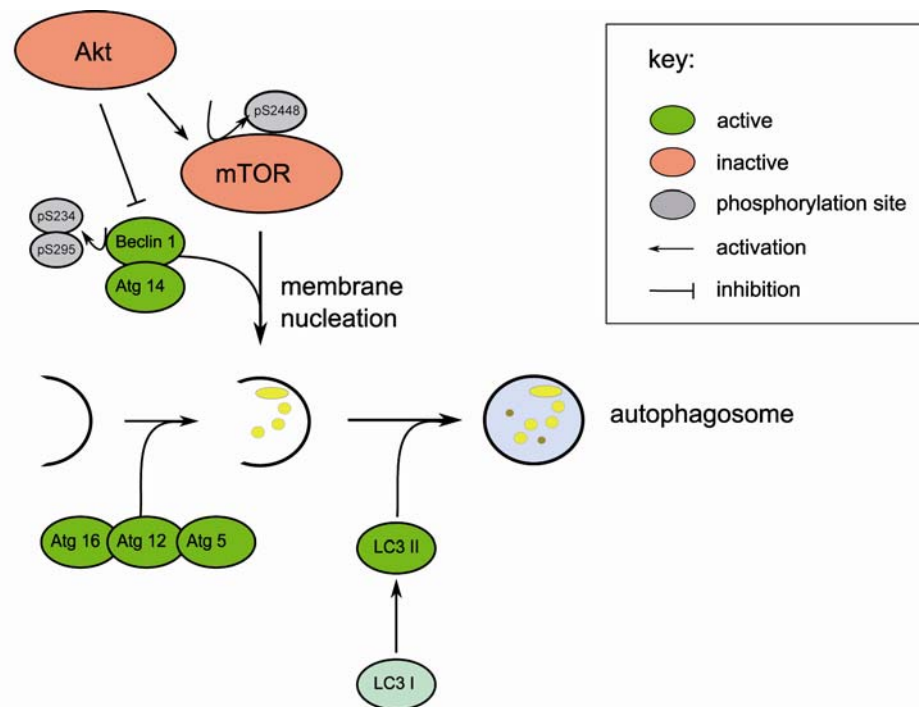 Akt
pS2448
mTOR
pS234
pS295
Beclin 1
Atg 14
membrane
nucleation
autophagosome
Atg 16
Atg 12
Atg 5
LC3 II
LC3 I
key:
active
inactive
phosphorylation site
activation
inhibition